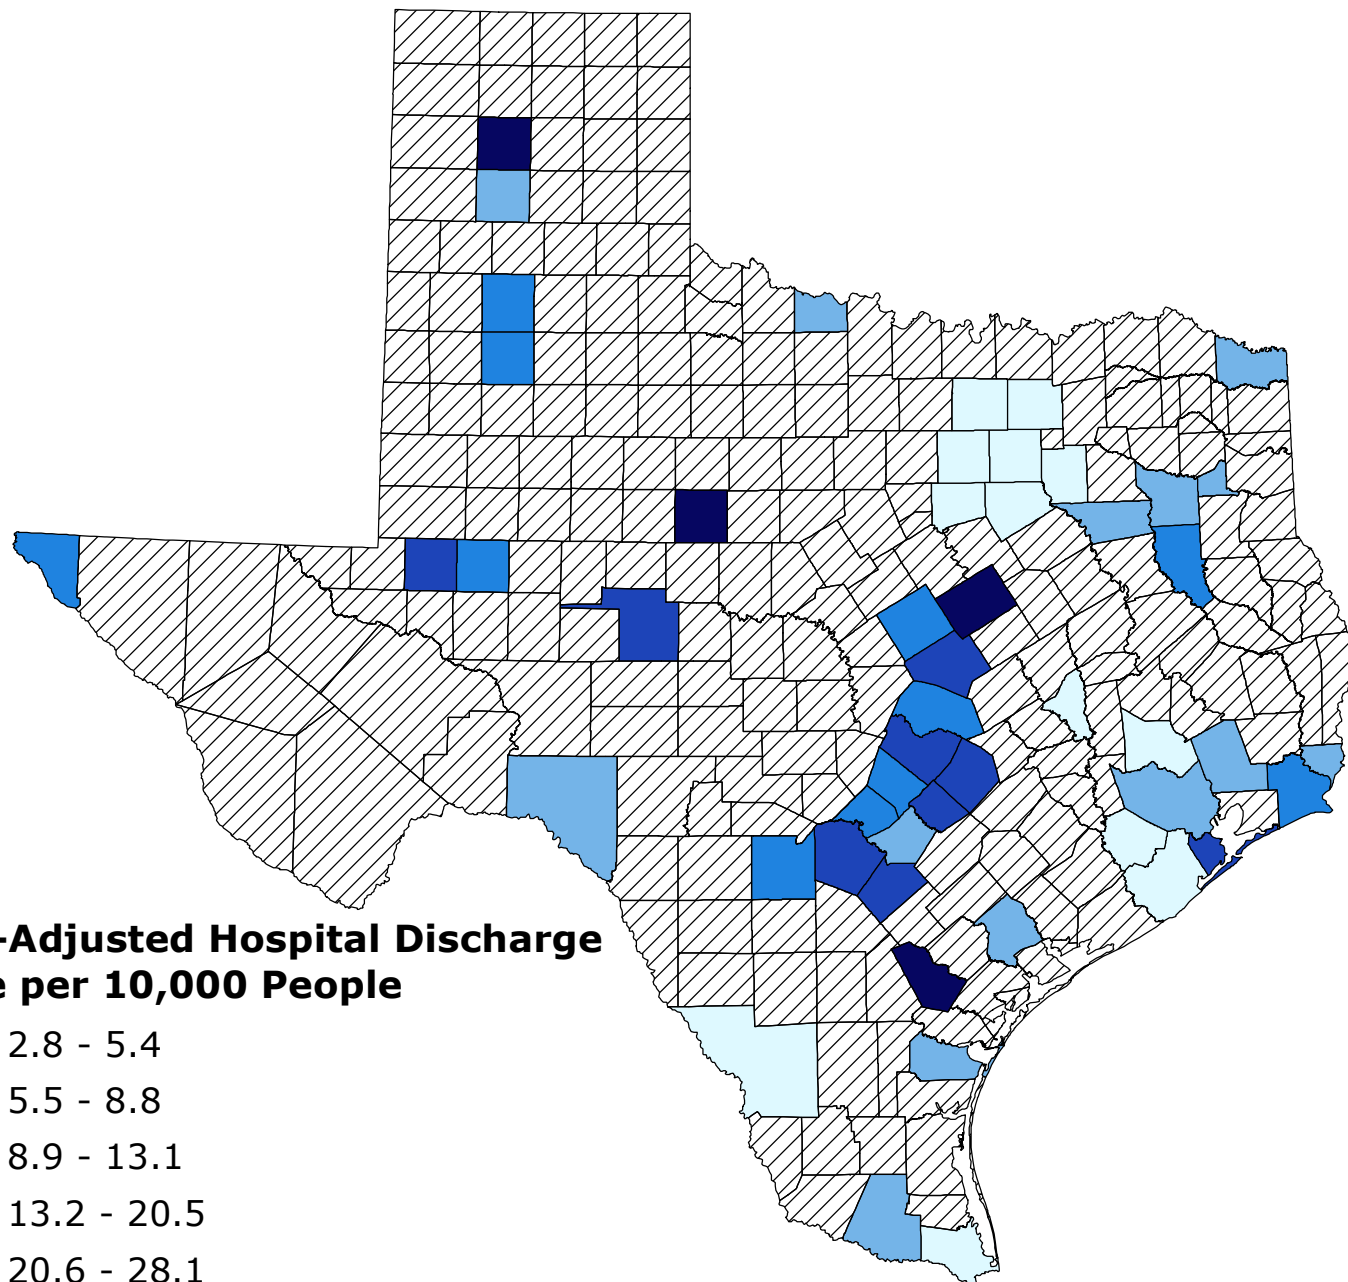 -Adjusted Hospital Discharge
e per 10,000 People
2.8 - 5.4
5.5 - 8.8
8.9 - 13.1
13.2 - 20.5
20.6 - 28.1